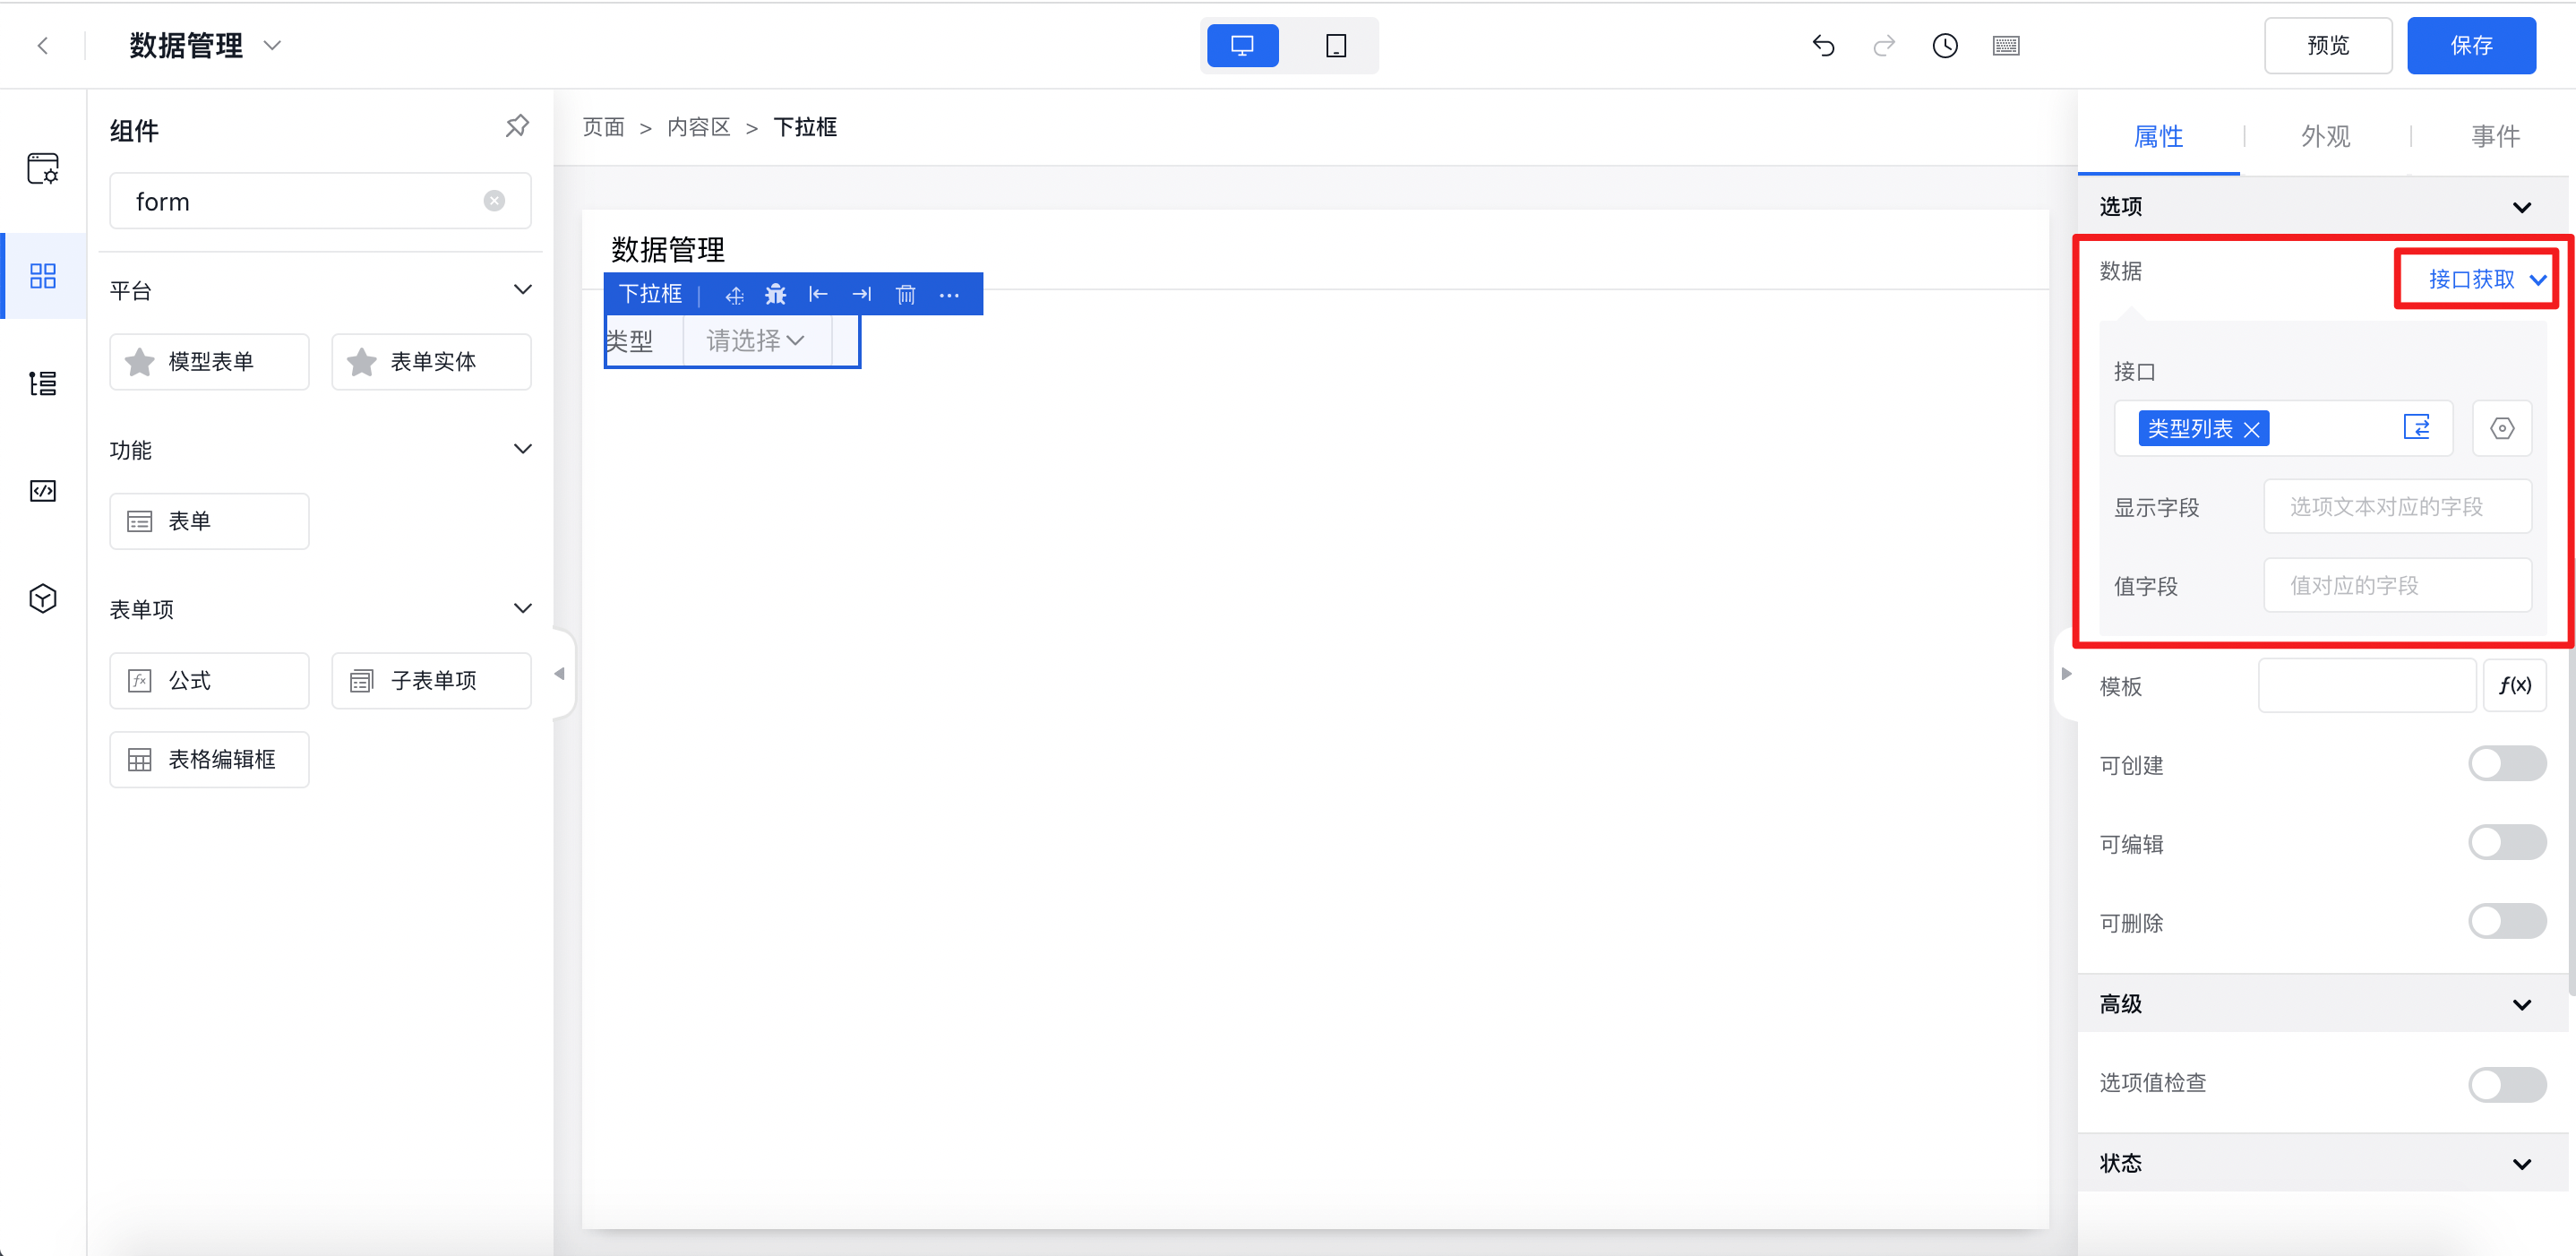 数据管理
预览
保存
组件
form
平台
模型表单
表单实体
功能
表单
表单项
公式
子表单项
表格编辑框
页面 > 内容区 > 下拉框
数据管理
下拉框
类型
请选择
属性
外观
事件
选项
数据
接口获取
接口
类型列表
显示字段
选项文本对应的字段
值字段
值对应的字段
模板
f(x)
可创建
可编辑
可删除
高级
选项值检查
状态